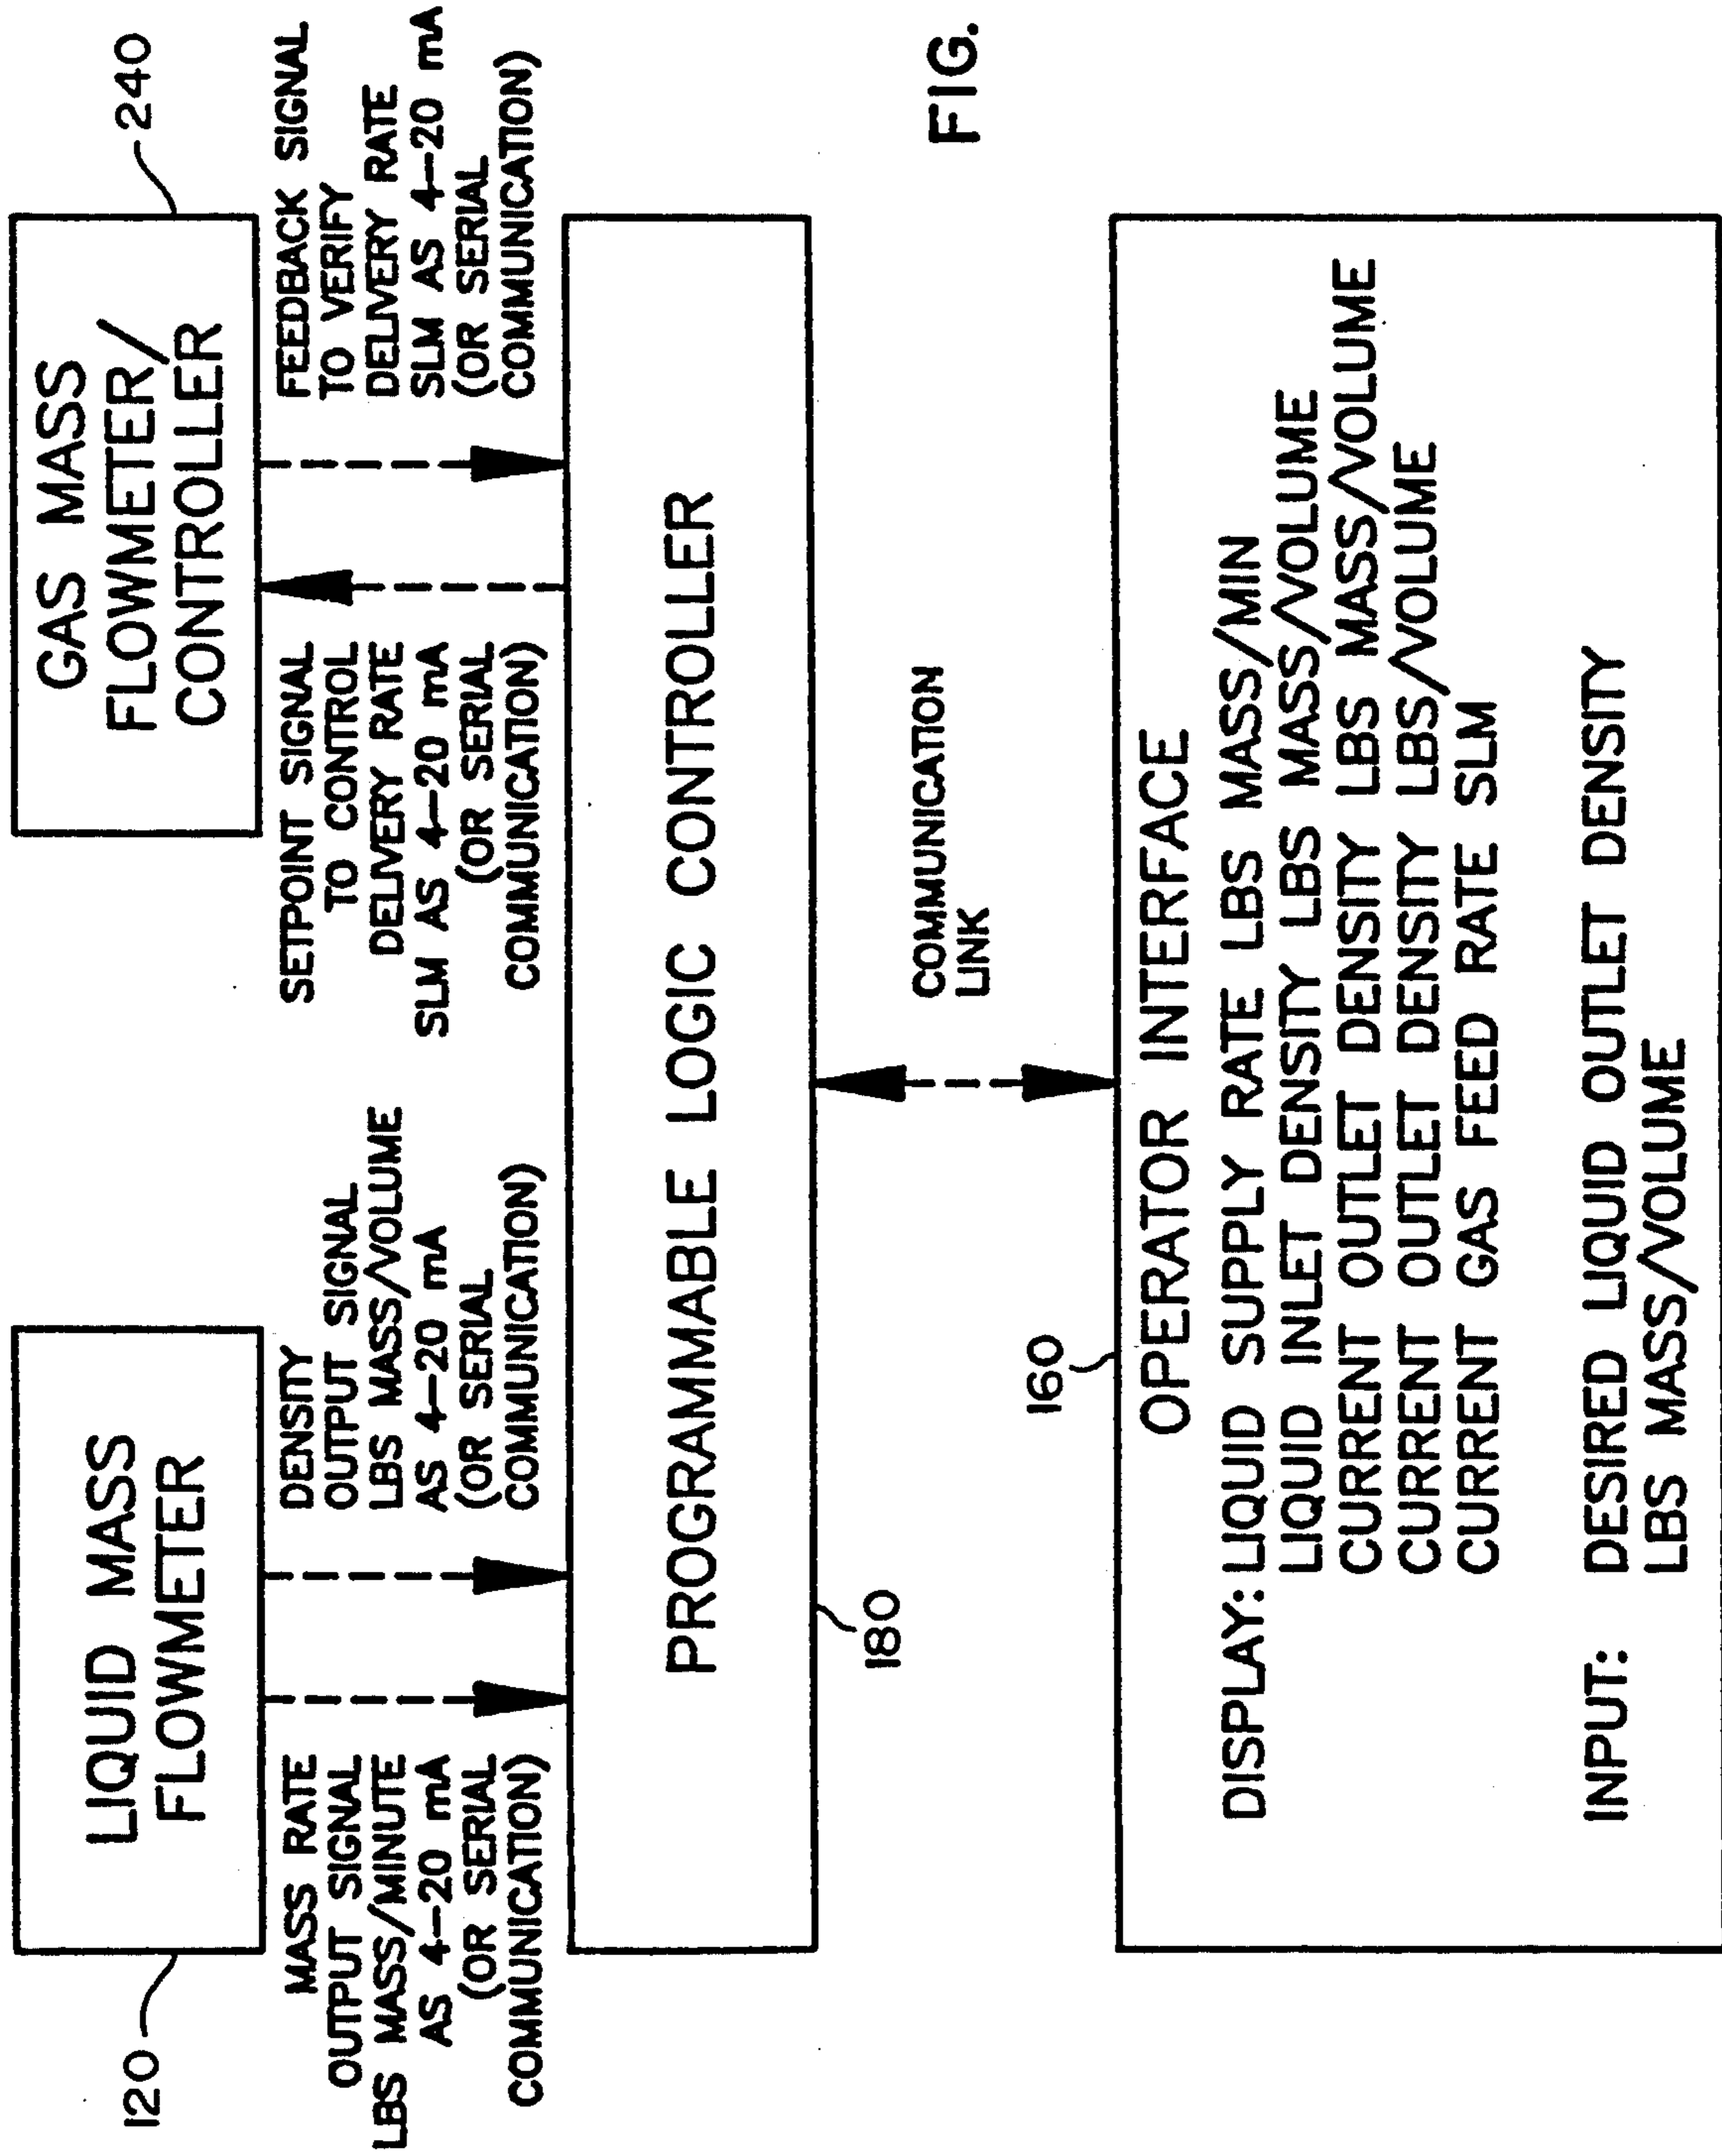 120
LIQUID MASS
FLOWMETER
GAS MASS
FLOWMETER/
CONTROLLER
240
MASS RATE
OUTPUT SIGNAL
LBS MASS/MINUTE
AS 4-20 mA
(OR SERIAL
COMMUNICATION)
DENSITY
OUTPUT SIGNAL
LBS MASS/VOLUME
AS 4-20 mA
(OR SERIAL
COMMUNICATION)
SETPOINT SIGNAL
TO CONTROL
DELIVERY RATE
SLM AS 4-20 mA
(OR SERIAL
COMMUNICATION)
FEEDBACK SIGNAL
TO VERIFY
DELIVERY RATE
SLM AS 4-20 mA
(OR SERIAL
COMMUNICATION)
PROGRAMMABLE LOGIC CONTROLLER
180
COMMUNICATION
LINK
FIG.
160
OPERATOR INTERFACE
DISPLAY: LIQUID SUPPLY RATE LBS MASS/MIN
LIQUID INLET DENSITY LBS MASS/VOLUME
CURRENT OUTLET DENSITY LBS MASS/VOLUME
CURRENT OUTLET DENSITY LBS/VOLUME
CURRENT GAS FEED RATE SLM
INPUT: DESIRED LIQUID OUTLET DENSITY
LBS MASS/VOLUME